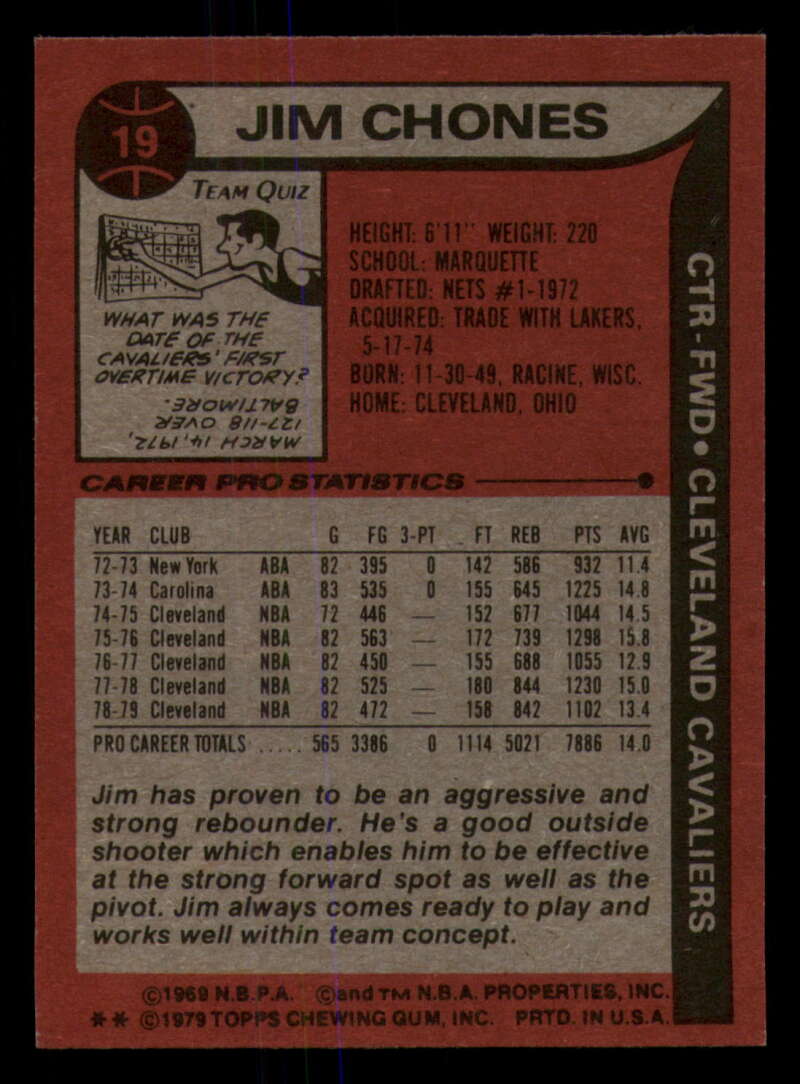 19
JIM CHONES
TEAM QUIZ
WHAT WAS THE
DATE OF THE
CAVALIERS' FIRST
OVERTIME VICTORY?
MARCH 14, 1972,
127-118 OVER
BALTIMORE.
HEIGHT: 6'11" WEIGHT: 220
SCHOOL: MARQUETTE
DRAFTED: NETS #1-1972
ACQUIRED: TRADE WITH LAKERS,
5-17-74
BORN: 11-30-49, RACINE, WISC.
HOME: CLEVELAND, OHIO
CTR-FWD • CLEVELAND CAVALIERS
CAREER PRO STATISTICS
YEAR CLUB G FG 3-PT FT REB PTS AVG
72-73 New York ABA 82 395 0 142 586 932 11.4
73-74 Carolina ABA 83 535 0 155 645 1225 14.8
74-75 Cleveland NBA 72 446 — 152 677 1044 14.5
75-76 Cleveland NBA 82 563 — 172 739 1298 15.8
76-77 Cleveland NBA 82 450 — 155 688 1055 12.9
77-78 Cleveland NBA 82 525 — 180 844 1230 15.0
78-79 Cleveland NBA 82 472 — 158 842 1102 13.4
PRO CAREER TOTALS ..... 565 3386 0 1114 5021 7886 14.0
Jim has proven to be an aggressive and
strong rebounder. He's a good outside
shooter which enables him to be effective
at the strong forward spot as well as the
pivot. Jim always comes ready to play and
works well within team concept.
©1969 N.B.P.A. ©and TM N.B.A. PROPERTIES, INC.
** ©1979 TOPPS CHEWING GUM, INC. PRTD. IN U.S.A.